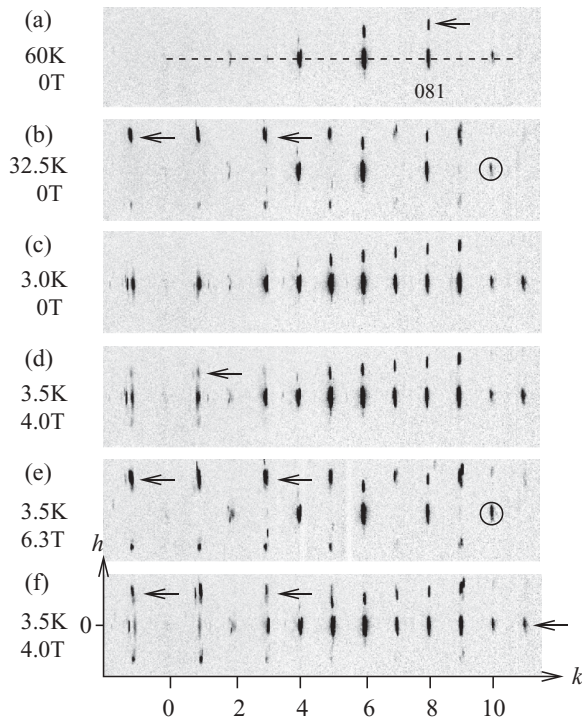 (a)
60K
0T
081
(b)
32.5K
0T
(c)
3.0K
0T
(d)
3.5K
4.0T
(e)
3.5K
6.3T
h
(f)
3.5K
4.0T
0
k
0 2 4 6 8 10